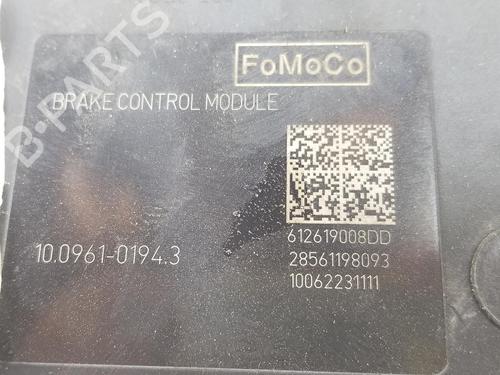 FoMoCo
BRAKE CONTROL MODULE
612619008DD
10.0961-0194.3
28561198093
10062231111
B-PARTS